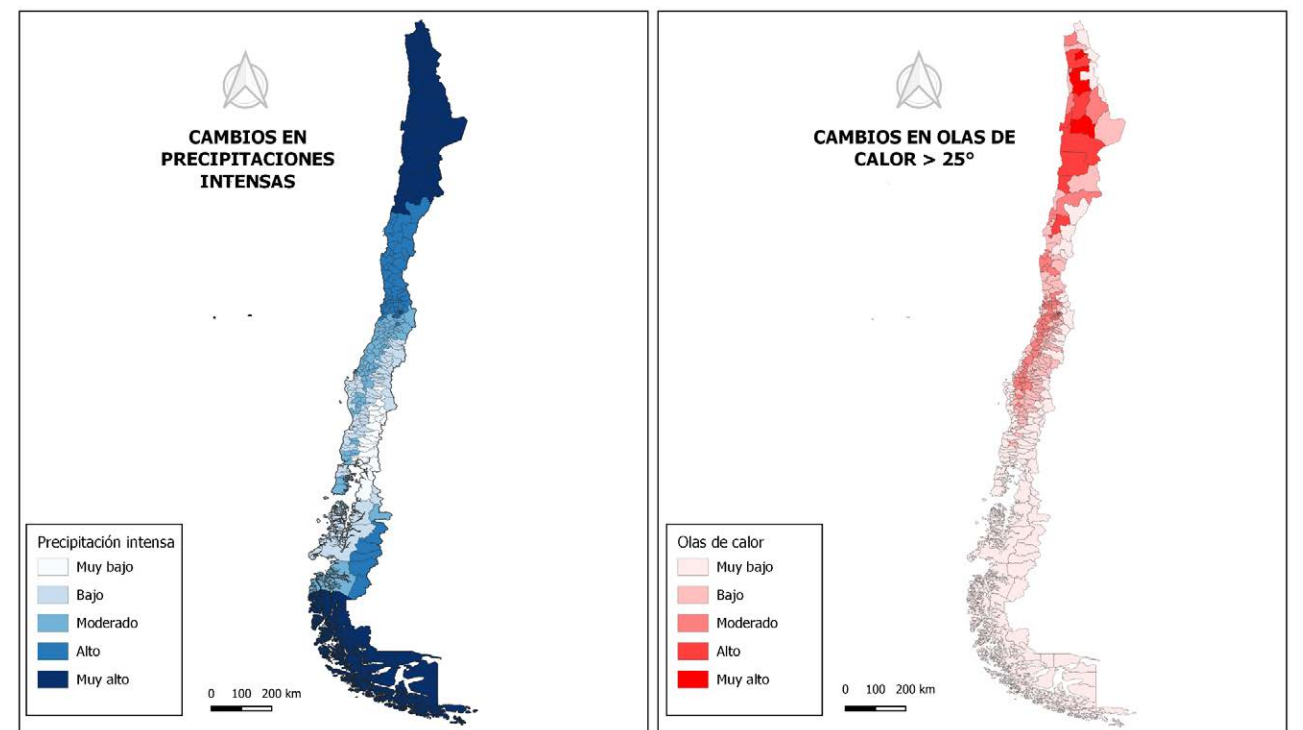 CAMBIOS EN
PRECIPITACIONES
INTENSAS
Precipitación intensa
Muy bajo
Bajo
Moderado
Alto
Muy alto
0 100 200 km
CAMBIOS EN OLAS DE
CALOR > 25°
Olas de calor
Muy bajo
Bajo
Moderado
Alto
Muy alto
0 100 200 km